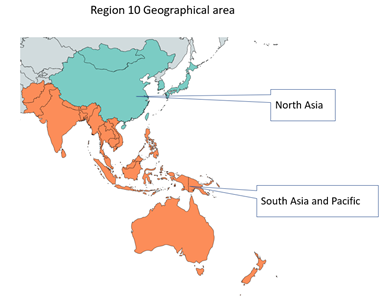 Region 10 Geographical area
North Asia
South Asia and Pacific